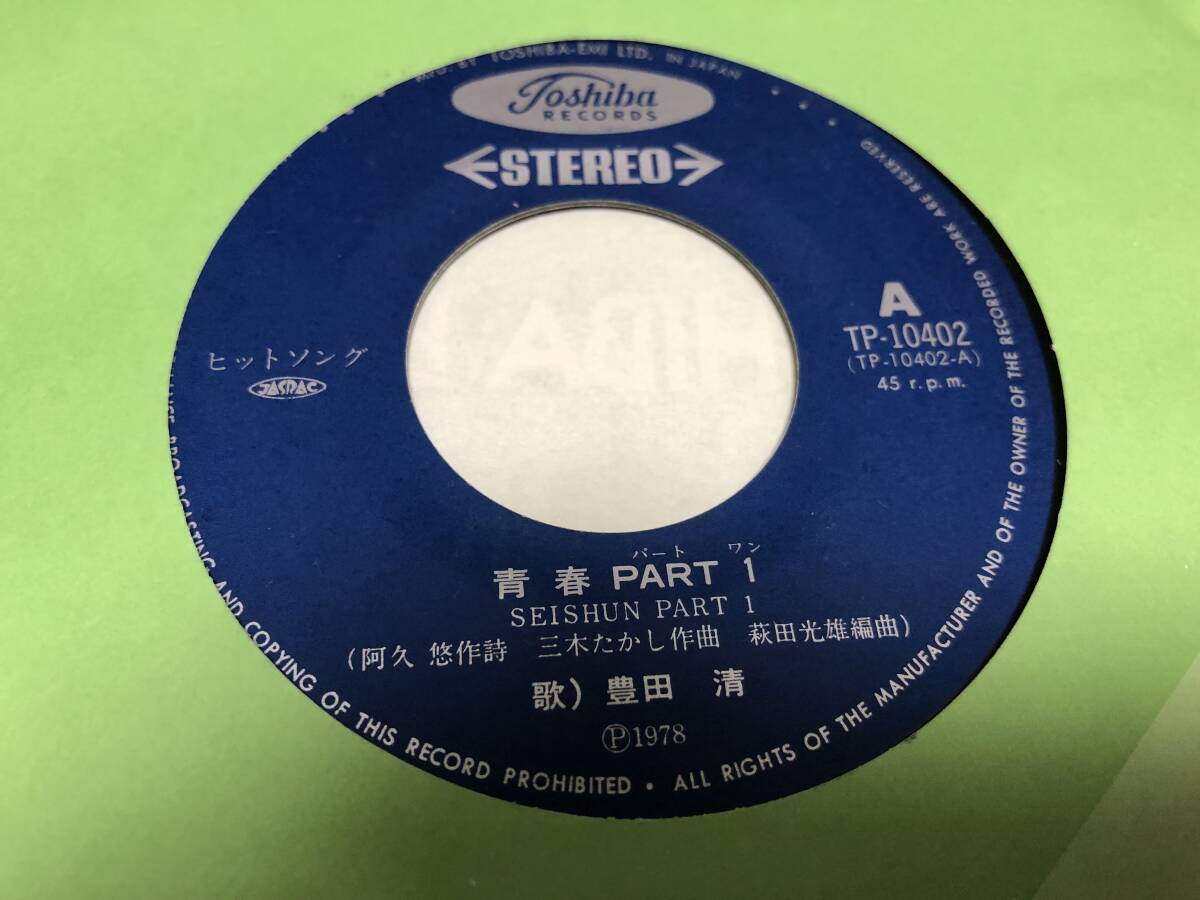 MFD. BY TOSHIBA-EMI LTD. IN JAPAN
Toshiba
RECORDS
STEREO
A
TP-10402
(TP-10402-A)
45 r.p.m.
ヒットソング
JASRAC
パート ワン
青春 PART 1
SEISHUN PART 1
(阿久 悠作詩 三木たかし作曲 萩田光雄編曲)
歌) 豊田 清
Ⓟ1978
BROADCASTING AND COPYING OF THIS RECORD PROHIBITED • ALL RIGHTS OF THE MANUFACTURER AND OF THE OWNER OF THE RECORDED WORK ARE RESERVED